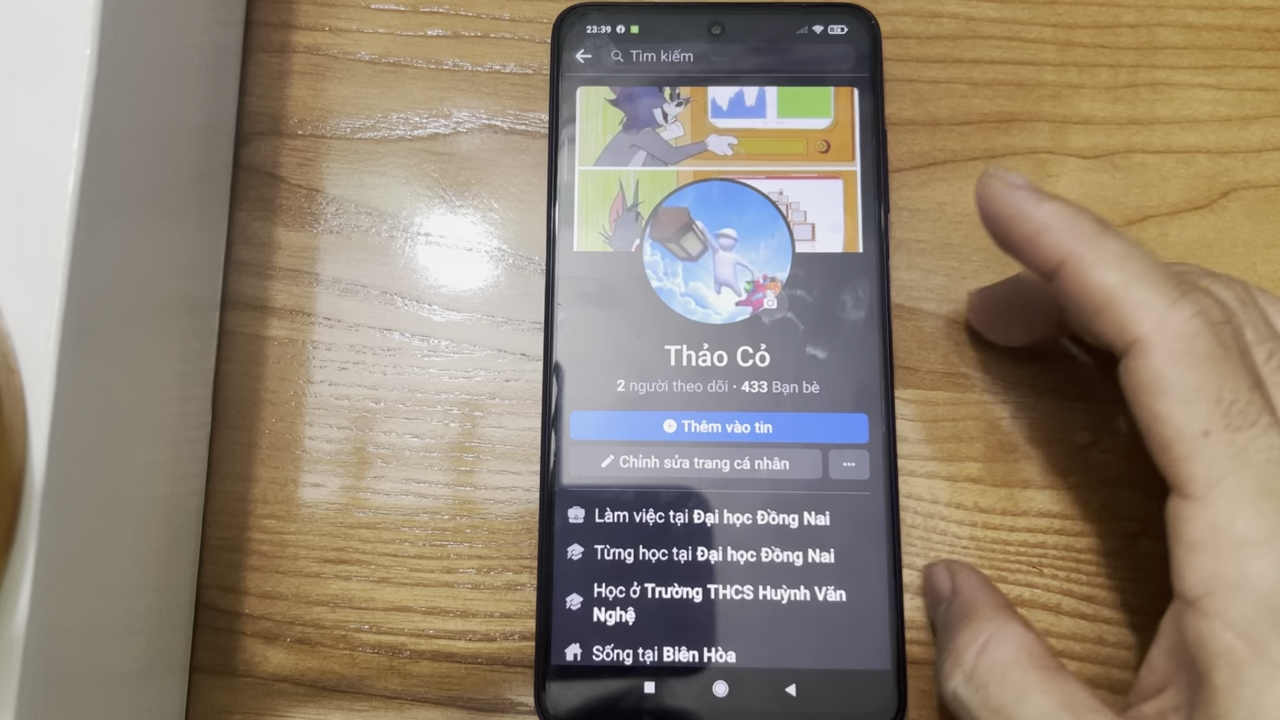 23:39
Tìm kiếm
Thảo Cỏ
2 người theo dõi · 433 Bạn bè
Thêm vào tin
Chỉnh sửa trang cá nhân
Làm việc tại Đại học Đồng Nai
Từng học tại Đại học Đồng Nai
Học ở Trường THCS Huỳnh Văn
Nghệ
Sống tại Biên Hòa